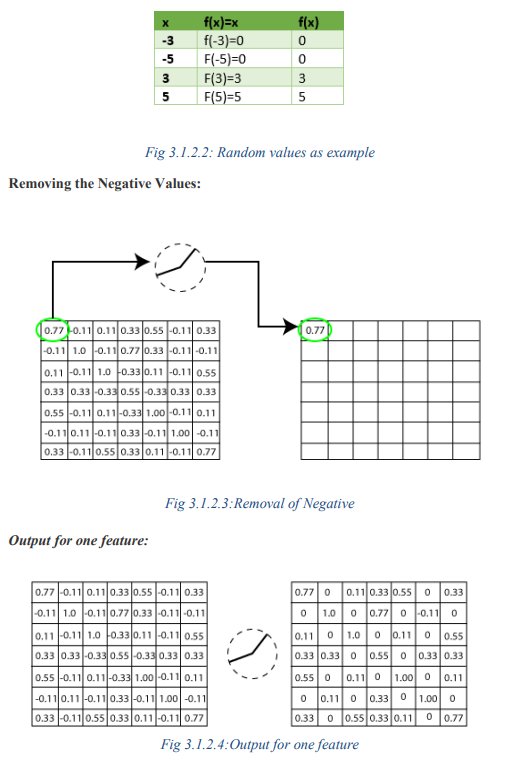 x f(x)=x f(x)
-3 f(-3)=0 0
-5 F(-5)=0 0
3 F(3)=3 3
5 F(5)=5 5
Fig 3.1.2.2: Random values as example
Removing the Negative Values:
0.77 -0.11 0.11 0.33 0.55 -0.11 0.33
-0.11 1.0 -0.11 0.77 0.33 -0.11 -0.11
0.11 -0.11 1.0 -0.33 0.11 -0.11 0.55
0.33 0.33 -0.33 0.55 -0.33 0.33 0.33
0.55 -0.11 0.11 -0.33 1.00 -0.11 0.11
-0.11 0.11 -0.11 0.33 -0.11 1.00 -0.11
0.33 -0.11 0.55 0.33 0.11 -0.11 0.77
0.77
Fig 3.1.2.3:Removal of Negative
Output for one feature:
0.77 -0.11 0.11 0.33 0.55 -0.11 0.33
-0.11 1.0 -0.11 0.77 0.33 -0.11 -0.11
0.11 -0.11 1.0 -0.33 0.11 -0.11 0.55
0.33 0.33 -0.33 0.55 -0.33 0.33 0.33
0.55 -0.11 0.11 -0.33 1.00 -0.11 0.11
-0.11 0.11 -0.11 0.33 -0.11 1.00 -0.11
0.33 -0.11 0.55 0.33 0.11 -0.11 0.77
0.77 0 0.11 0.33 0.55 0 0.33
0 1.0 0 0.77 0 -0.11 0
0.11 0 1.0 0 0.11 0 0.55
0.33 0.33 0 0.55 0 0.33 0.33
0.55 0 0.11 0 1.00 0 0.11
0 0.11 0 0.33 0 1.00 0
0.33 0 0.55 0.33 0.11 0 0.77
Fig 3.1.2.4:Output for one feature